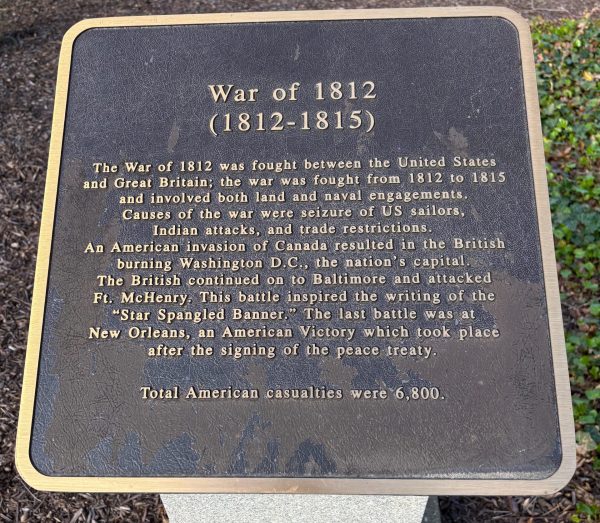 War of 1812
(1812-1815)
The War of 1812 was fought between the United States
and Great Britain; the war was fought from 1812 to 1815
and involved both land and naval engagements.
Causes of the war were seizure of US sailors,
Indian attacks, and trade restrictions.
An American invasion of Canada resulted in the British
burning Washington D.C., the nation's capital.
The British continued on to Baltimore and attacked
Ft. McHenry. This battle inspired the writing of the
“Star Spangled Banner.” The last battle was at
New Orleans, an American Victory which took place
after the signing of the peace treaty.
Total American casualties were 6,800.